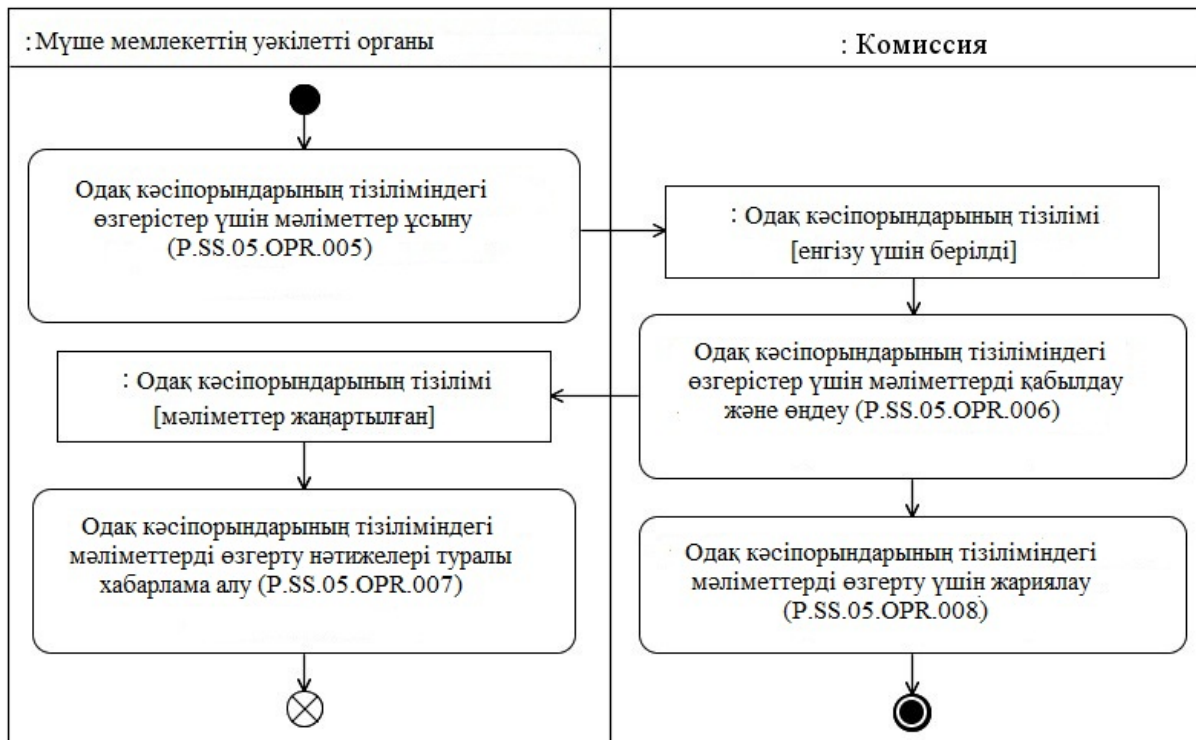 : Мүше мемлекеттің уәкілетті органы
: Комиссия
Одақ кәсіпорындарының тізіліміндегі
өзгерістер үшін мәліметтер ұсыну
(P.SS.05.OPR.005)
: Одақ кәсіпорындарының тізілімі
[енгізу үшін берілді]
Одақ кәсіпорындарының тізіліміндегі
өзгерістер үшін мәліметтерді қабылдау
және өңдеу (P.SS.05.OPR.006)
: Одақ кәсіпорындарының тізілімі
[мәліметтер жаңартылған]
Одақ кәсіпорындарының тізіліміндегі
мәліметтерді өзгерту нәтижелері туралы
хабарлама алу (P.SS.05.OPR.007)
Одақ кәсіпорындарының тізіліміндегі
мәліметтерді өзгерту үшін жариялау
(P.SS.05.OPR.008)